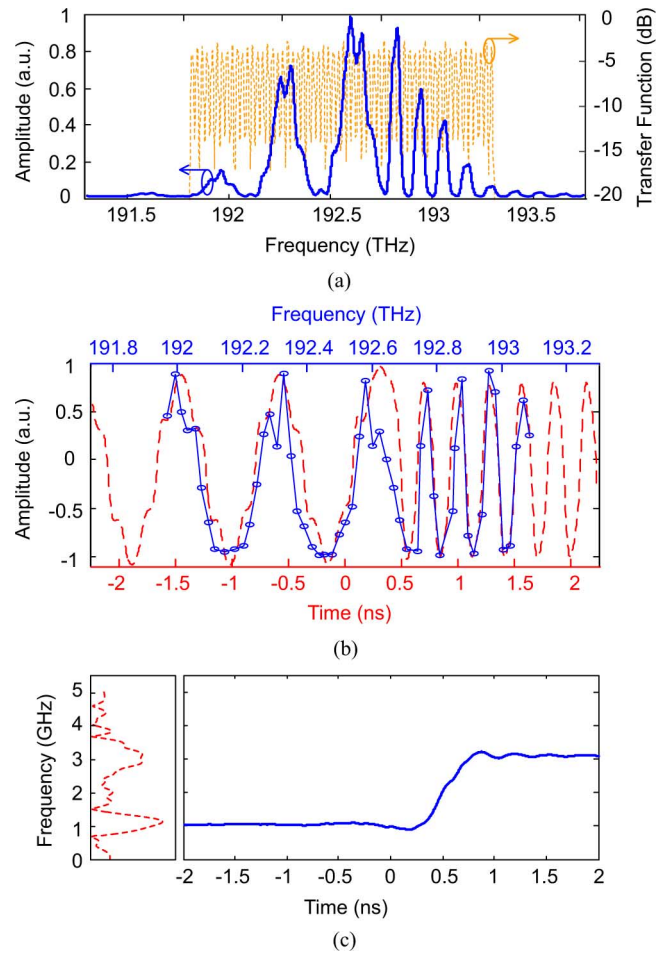 1
0.8
0.6
0.4
0.2
0
Amplitude (a.u.)
0
-5
-10
-15
-20
Transfer Function (dB)
191.5 192 192.5 193 193.5
Frequency (THz)
(a)
Frequency (THz)
191.8 192 192.2 192.4 192.6 192.8 193 193.2
1
0.5
0
-0.5
-1
Amplitude (a.u.)
-2 -1.5 -1 -0.5 0 0.5 1 1.5 2
Time (ns)
(b)
5
4
3
2
1
0
Frequency (GHz)
-2 -1.5 -1 -0.5 0 0.5 1 1.5 2
Time (ns)
(c)